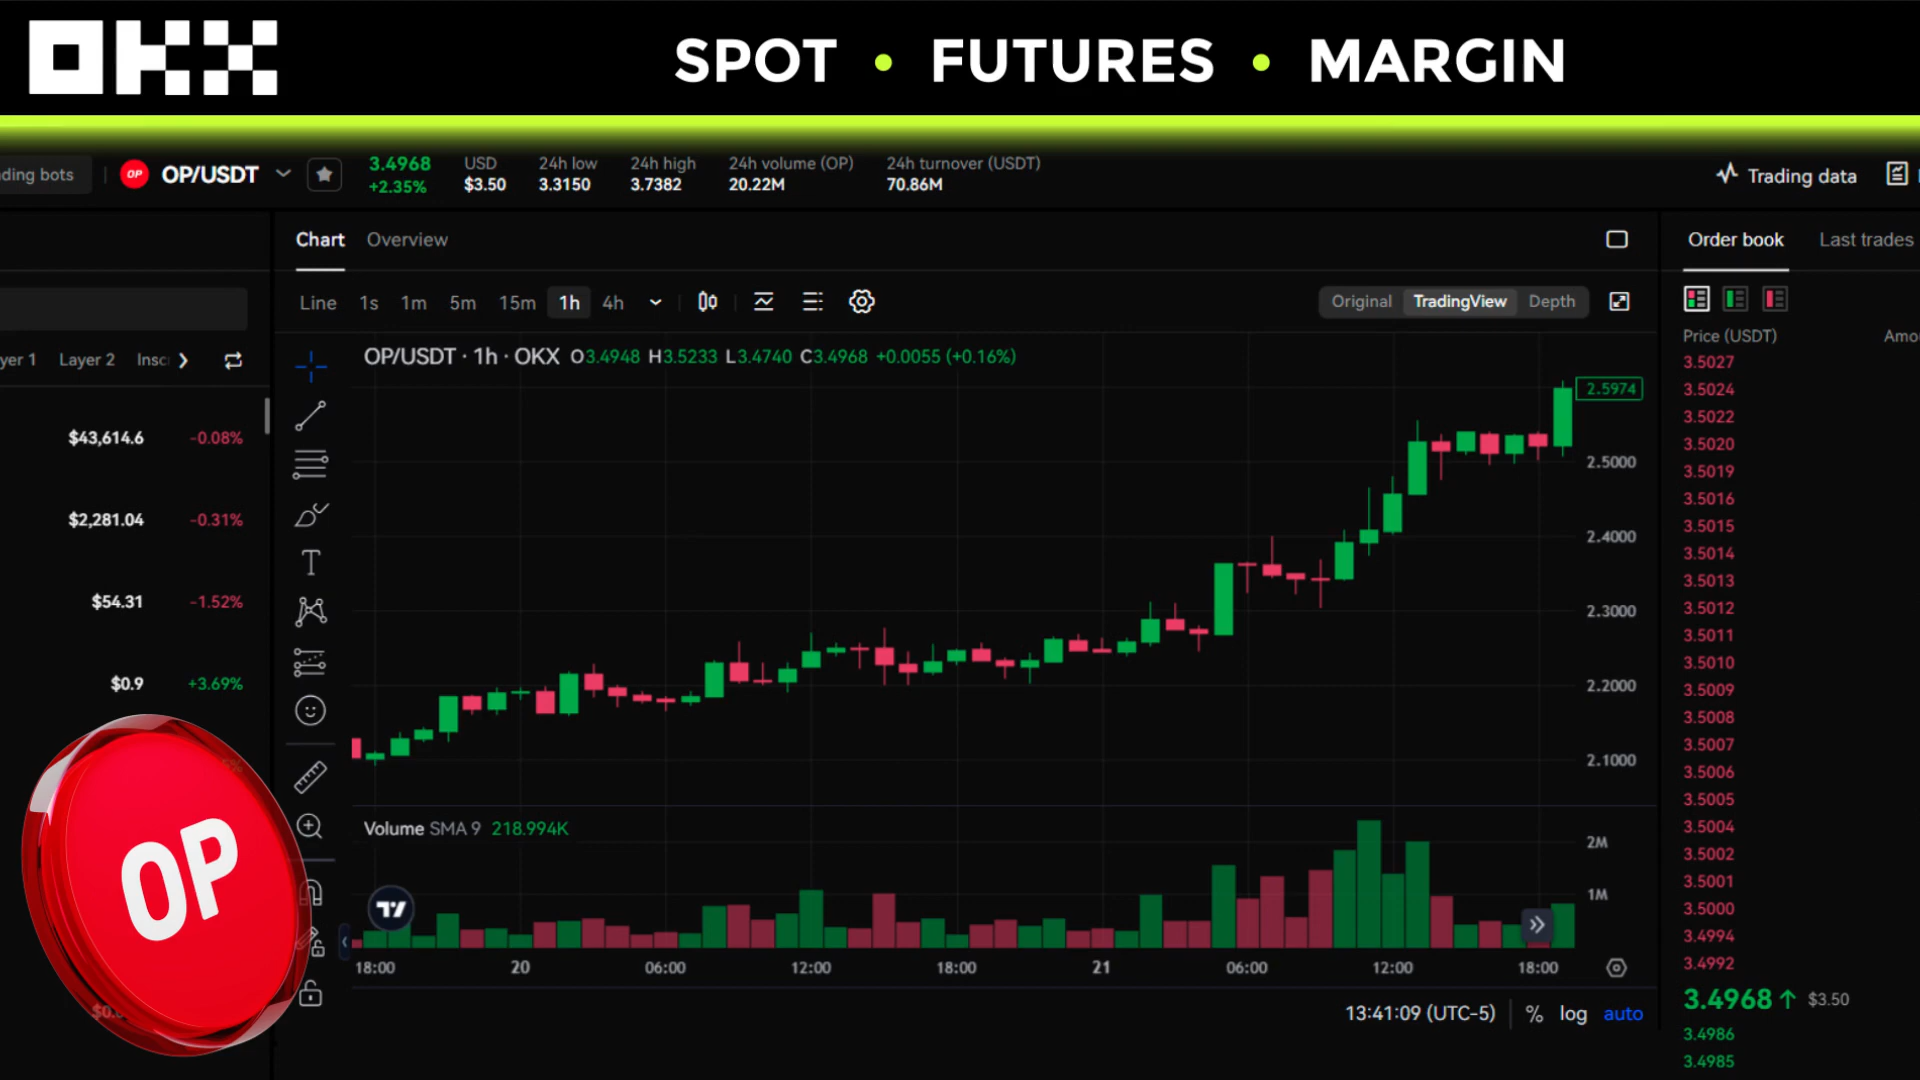 OKX
SPOT • FUTURES • MARGIN
ding bots
OP OP/USDT
3.4968
+2.35%
USD
$3.50
24h low
3.3150
24h high
3.7382
24h volume (OP)
20.22M
24h turnover (USDT)
70.86M
Trading data
Chart Overview
Order book Last trades
Line 1s 1m 5m 15m 1h 4h
Original TradingView Depth
Price (USDT) Amo
yer 1 Layer 2 Insc
OP/USDT · 1h · OKX O3.4948 H3.5233 L3.4740 C3.4968 +0.0055 (+0.16%)
$43,614.6 -0.08%
$2,281.04 -0.31%
$54.31 -1.52%
$0.9 +3.69%
$0.
OP
2.5974
2.5000
2.4000
2.3000
2.2000
2.1000
Volume SMA 9 218.994K
2M
1M
18:00 20 06:00 12:00 18:00 21 06:00 12:00 18:00
13:41:09 (UTC-5) % log auto
3.5027
3.5024
3.5022
3.5020
3.5019
3.5016
3.5015
3.5014
3.5013
3.5012
3.5011
3.5010
3.5009
3.5008
3.5007
3.5006
3.5005
3.5004
3.5002
3.5001
3.5000
3.4994
3.4992
3.4968↑ $3.50
3.4986
3.4985